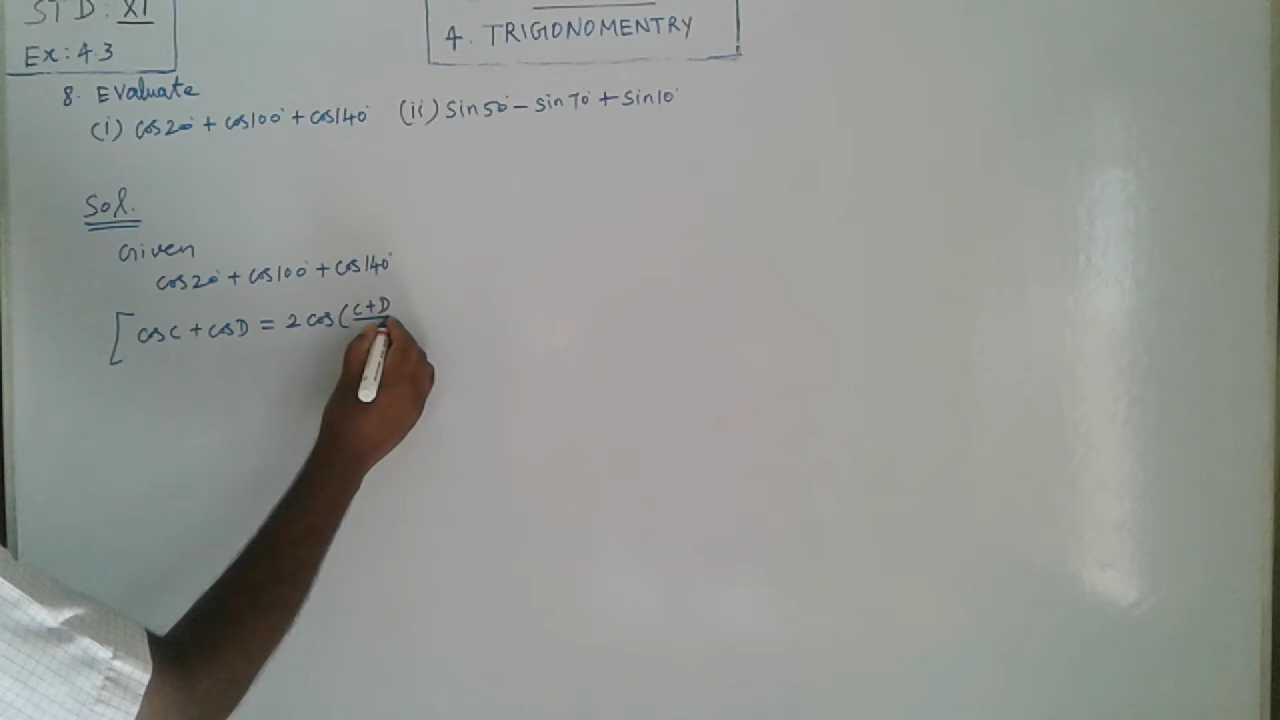 STD: XI
Ex: 4.3
4. TRIGONOMENTRY
8. Evaluate
(i) cos20° + cos100° + cos140° (ii) Sin50° - Sin70° + Sin10°
Sol.
Given
cos20° + cos100° + cos140°
[ cosC + cosD = 2 cos(C+D